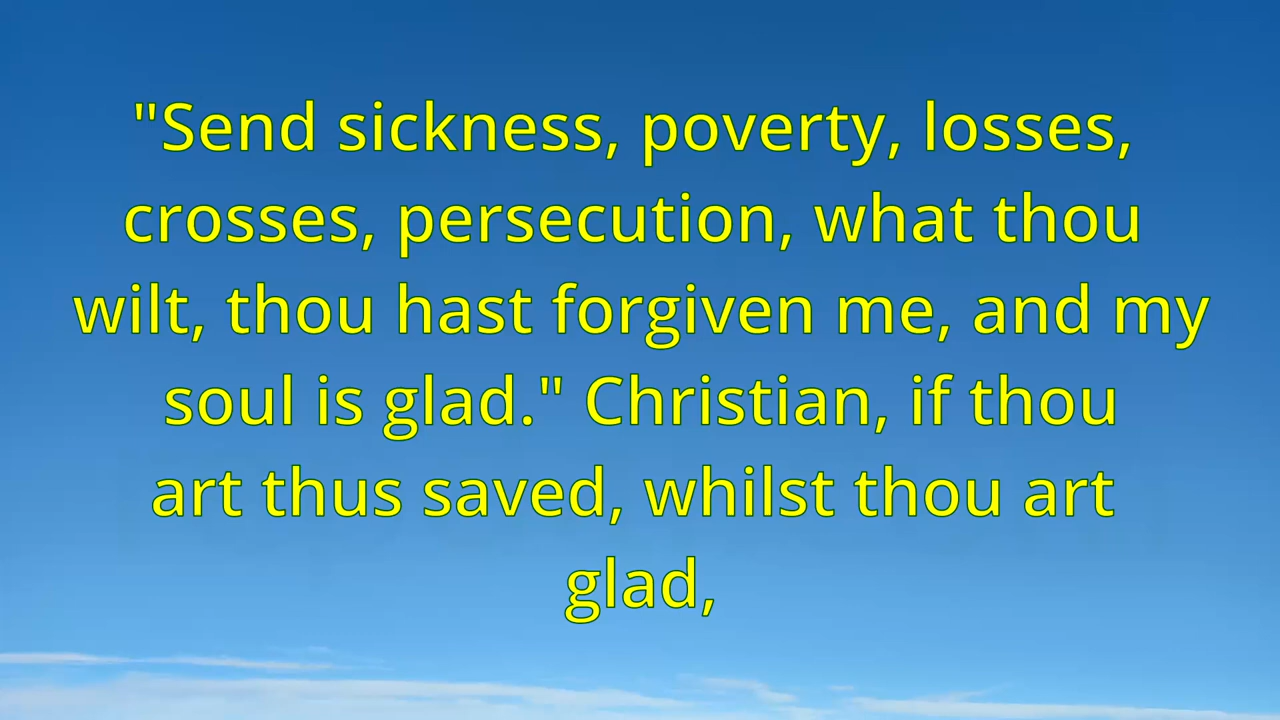 "Send sickness, poverty, losses,
crosses, persecution, what thou
wilt, thou hast forgiven me, and my
soul is glad." Christian, if thou
art thus saved, whilst thou art
glad,